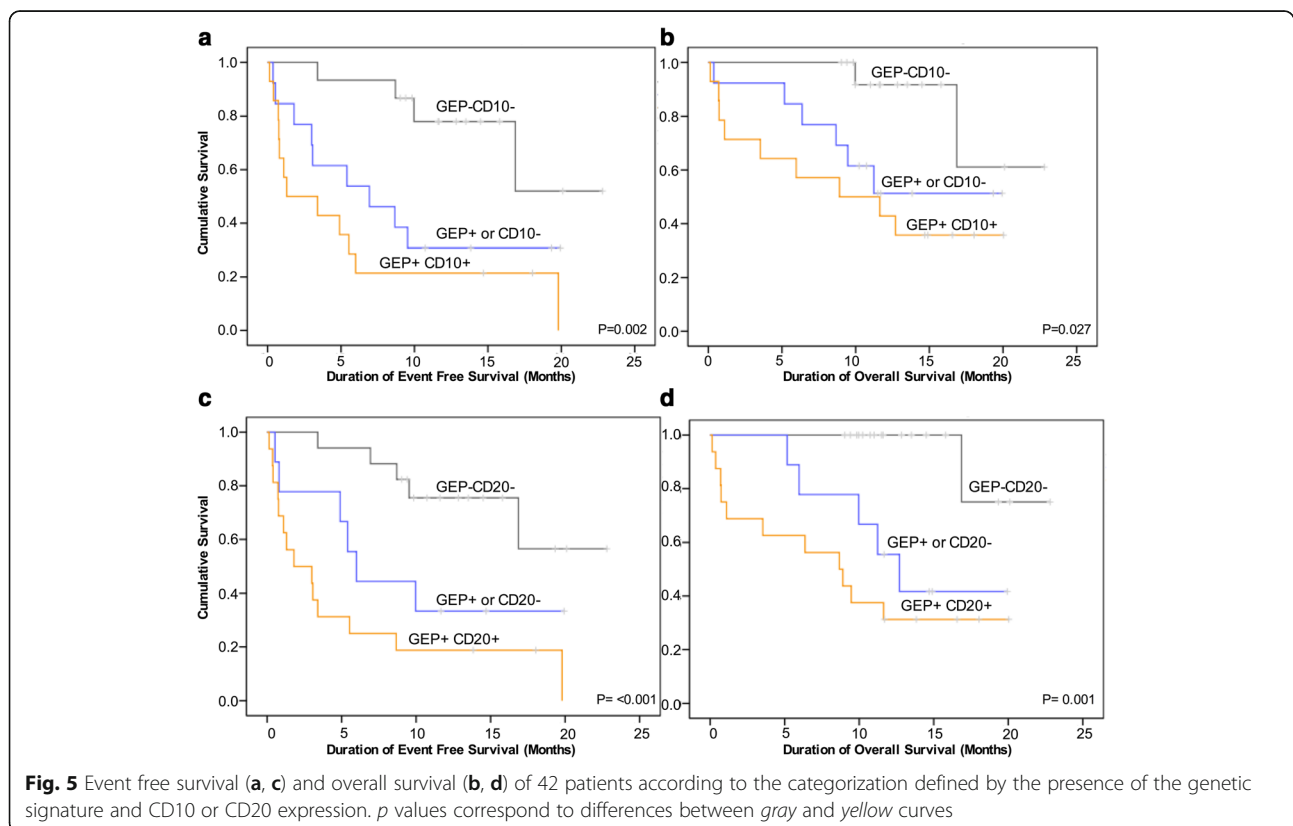 a
1.0
0.8
0.6
0.4
0.2
0.0
Cumulative Survival
GEP-CD10-
GEP+ or CD10-
GEP+ CD10+
P=0.002
0 5 10 15 20 25
Duration of Event Free Survival (Months)
b
1.0
0.8
0.6
0.4
0.2
0.0
GEP-CD10-
GEP+ or CD10-
GEP+ CD10+
P=0.027
0 5 10 15 20 25
Duration of Overall Survival (Months)
c
1.0
0.8
0.6
0.4
0.2
0.0
Cumulative Survival
GEP-CD20-
GEP+ or CD20-
GEP+ CD20+
P= <0.001
0 5 10 15 20 25
Duration of Event Free Survival (Months)
d
1.0
0.8
0.6
0.4
0.2
0.0
GEP-CD20-
GEP+ or CD20-
GEP+ CD20+
P= 0.001
0 5 10 15 20 25
Duration of Overall Survival (Months)
Fig. 5 Event free survival (a, c) and overall survival (b, d) of 42 patients according to the categorization defined by the presence of the genetic
signature and CD10 or CD20 expression. p values correspond to differences between gray and yellow curves